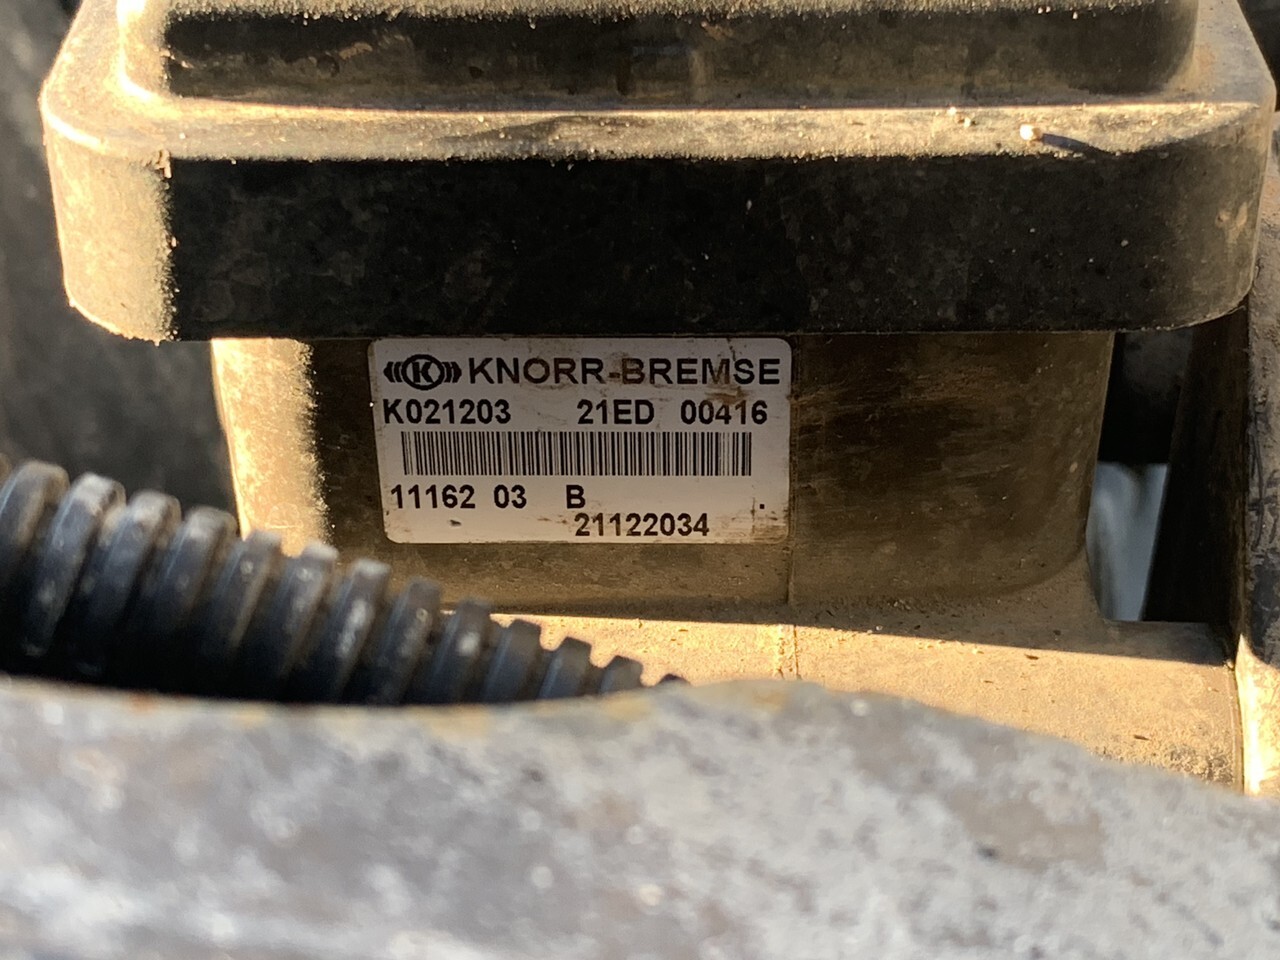 K KNORR-BREMSE
K021203 21ED 00416
11162 03 B .
21122034